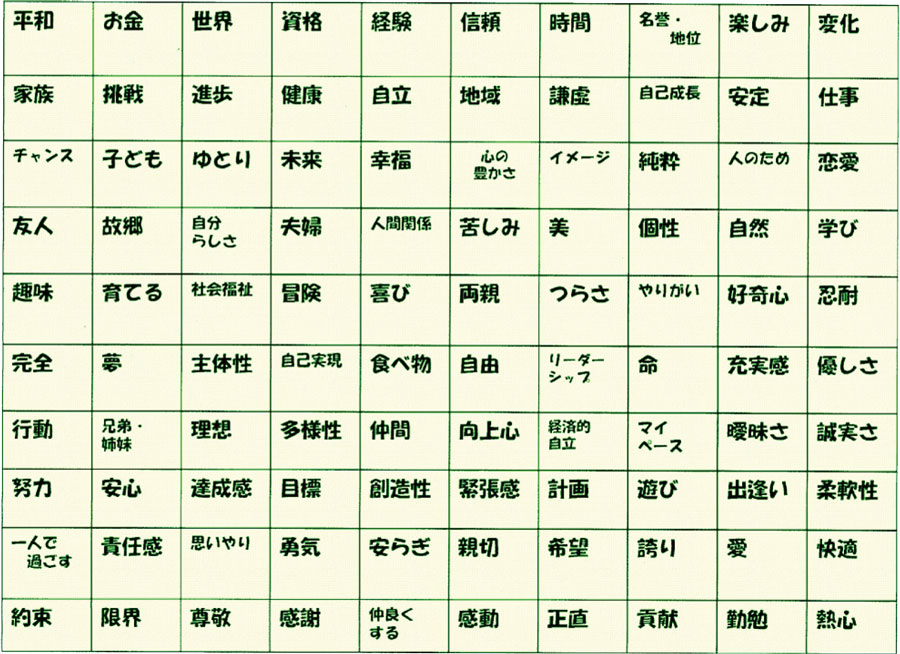 平和 お金 世界 資格 経験 信頼 時間 名誉・地位 楽しみ 変化
家族 挑戦 進歩 健康 自立 地域 謙虚 自己成長 安定 仕事
チャンス 子ども ゆとり 未来 幸福 心の豊かさ イメージ 純粋 人のため 恋愛
友人 故郷 自分らしさ 夫婦 人間関係 苦しみ 美 個性 自然 学び
趣味 育てる 社会福祉 冒険 喜び 両親 つらさ やりがい 好奇心 忍耐
完全 夢 主体性 自己実現 食べ物 自由 リーダーシップ 命 充実感 優しさ
行動 兄弟・姉妹 理想 多様性 仲間 向上心 経済的自立 マイペース 曖昧さ 誠実さ
努力 安心 達成感 目標 創造性 緊張感 計画 遊び 出逢い 柔軟性
一人で過ごす 責任感 思いやり 勇気 安らぎ 親切 希望 誇り 愛 快適
約束 限界 尊敬 感謝 仲良くする 感動 正直 貢献 勤勉 熱心